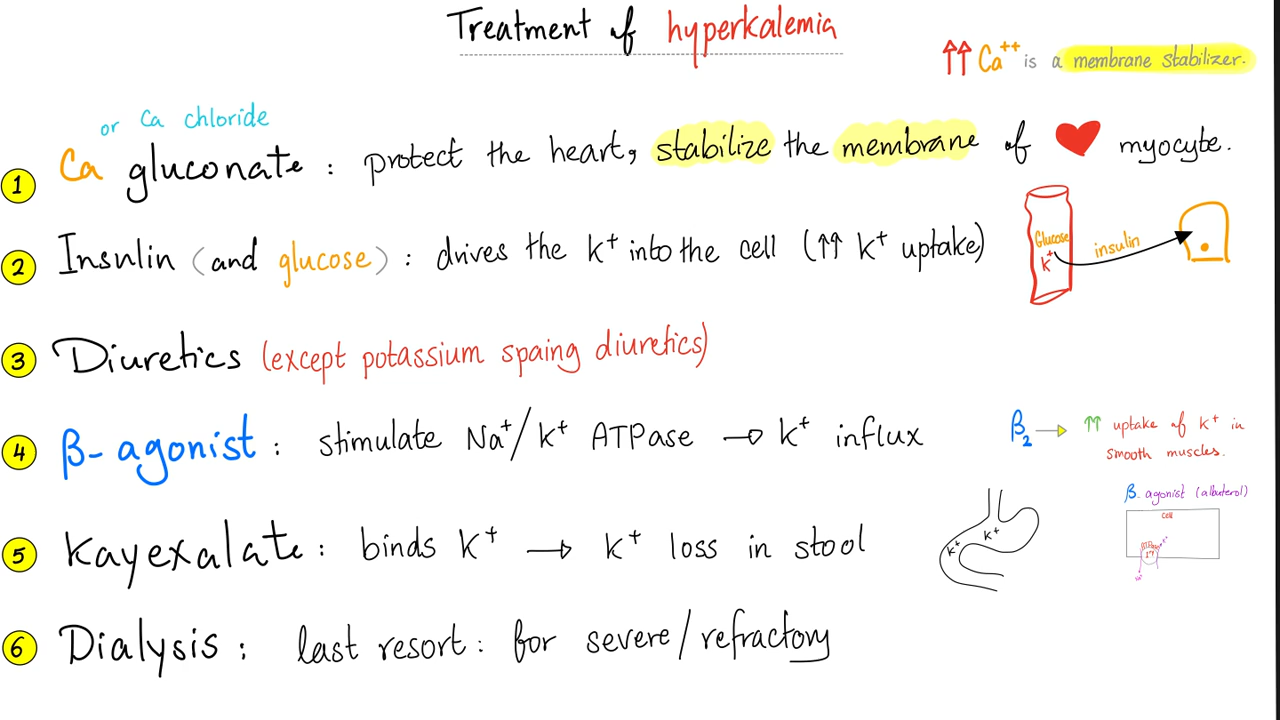 Treatment of hyperkalemia
↑↑ Ca++ is a membrane stabilizer.
or Ca chloride
1 Ca gluconate: protect the heart, stabilize the membrane of ❤ myocyte.
2 Insulin (and glucose): drives the K+ into the cell (↑↑ K+ uptake)
Glucose
K+
insulin
3 Diuretics (except potassium spaing diuretics)
4 β-agonist: stimulate Na+/K+ ATPase → K+ influx
β2 → ↑↑ uptake of K+ in
smooth muscles.
β agonist (albuterol)
Cell
5 Kayexalate: binds K+ → K+ loss in stool
K+ K+
6 Dialysis: last resort: for severe/refractory